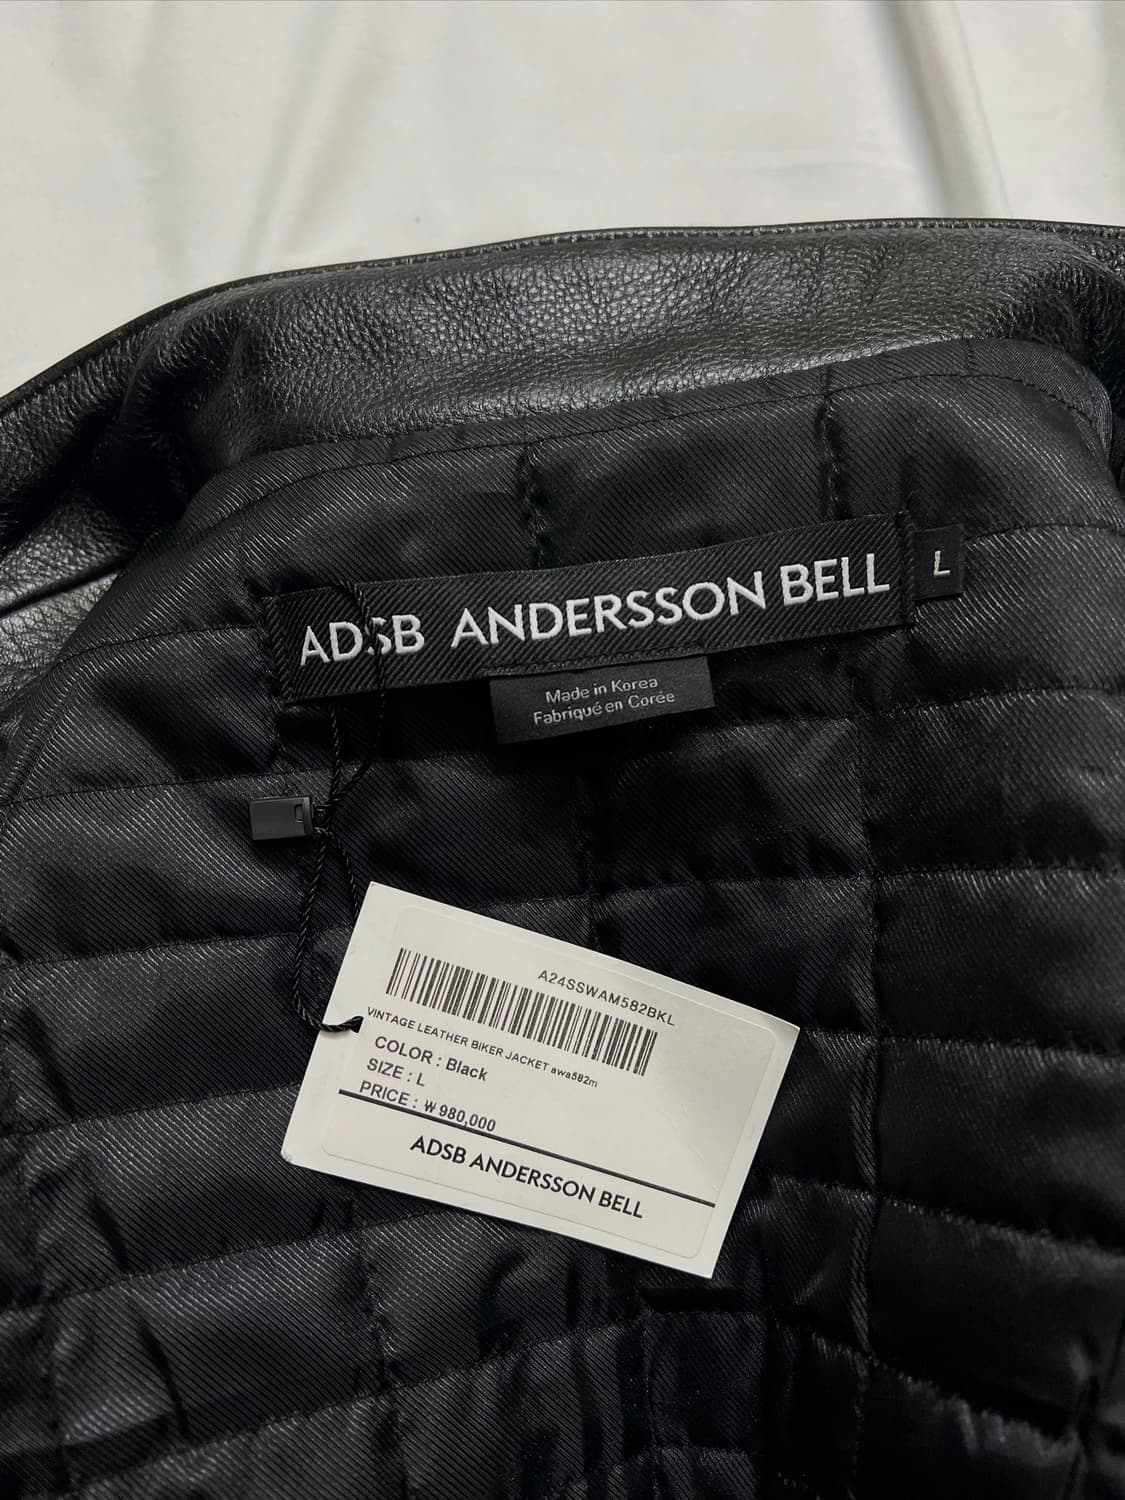 ADSB ANDERSSON BELL
L
Made in Korea
Fabriqué en Corée
A24SSWAM582BKL
VINTAGE LEATHER BIKER JACKET awa582m
COLOR : Black
SIZE : L
PRICE : ₩ 980,000
ADSB ANDERSSON BELL